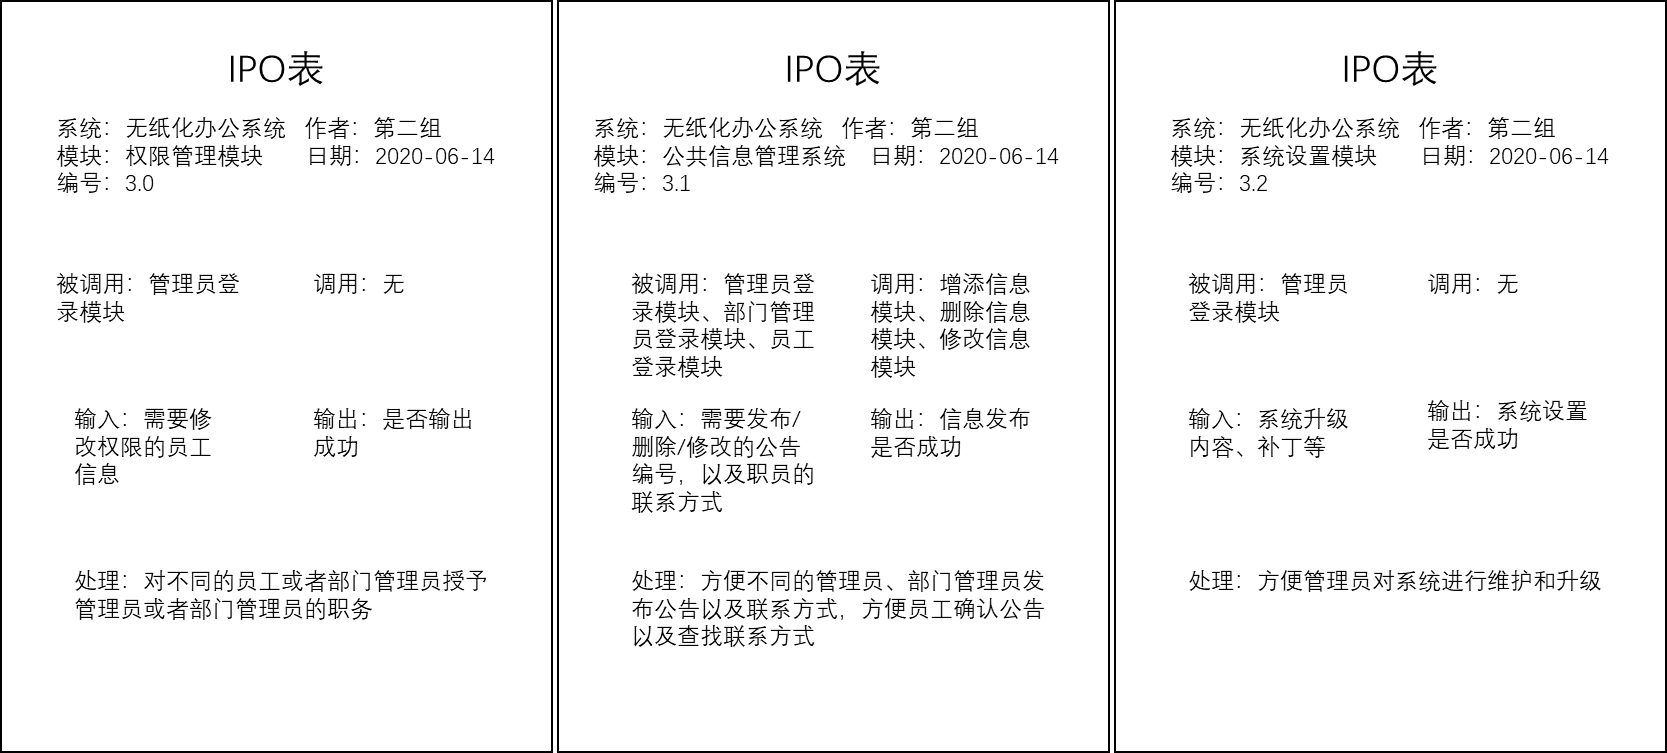 IPO表
系统：无纸化办公系统 作者：第二组
模块：权限管理模块 日期：2020-06-14
编号：3.0
被调用：管理员登
录模块
调用：无
输入：需要修
改权限的员工
信息
输出：是否输出
成功
处理：对不同的员工或者部门管理员授予
管理员或者部门管理员的职务
IPO表
系统：无纸化办公系统 作者：第二组
模块：公共信息管理系统 日期：2020-06-14
编号：3.1
被调用：管理员登
录模块、部门管理
员登录模块、员工
登录模块
调用：增添信息
模块、删除信息
模块、修改信息
模块
输入：需要发布/
删除/修改的公告
编号，以及职员的
联系方式
输出：信息发布
是否成功
处理：方便不同的管理员、部门管理员发
布公告以及联系方式，方便员工确认公告
以及查找联系方式
IPO表
系统：无纸化办公系统 作者：第二组
模块：系统设置模块 日期：2020-06-14
编号：3.2
被调用：管理员
登录模块
调用：无
输入：系统升级
内容、补丁等
输出：系统设置
是否成功
处理：方便管理员对系统进行维护和升级